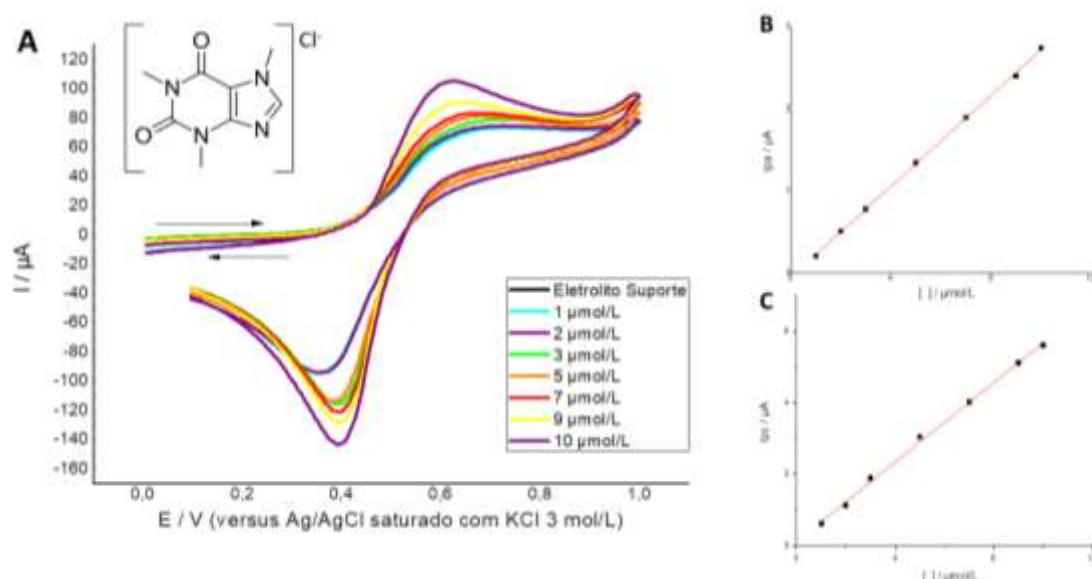 A
Cl-
O
N
N
O
N
N
I / µA
120
100
80
60
40
20
0
-20
-40
-60
-80
-100
-120
-140
-160
0,0
0,2
0,4
0,6
0,8
1,0
E / V (versus Ag/AgCl saturado com KCl 3 mol/L)
Eletrolito Suporte
1 µmol/L
2 µmol/L
3 µmol/L
5 µmol/L
7 µmol/L
9 µmol/L
10 µmol/L
B
[ ] / µmol/L
C
[ ] / µmol/L